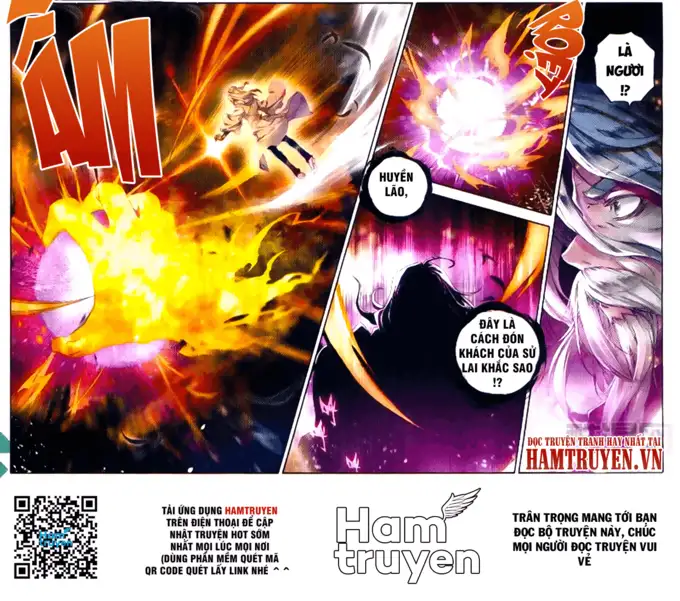 ẦM
RỘẸT
LÀ
NGƯƠI
!?
HUYỀN
LÃO,
ĐÂY LÀ
CÁCH ĐÓN
KHÁCH CỦA SỬ
LAI KHẮC SAO
!?
ĐỌC TRUYỆN TRANH HAY NHẤT TẠI
HAMTRUYEN.VN
TẢI ỨNG DỤNG HAMTRUYEN
TRÊN ĐIỆN THOẠI ĐỂ CẬP
NHẬT TRUYỆN HOT SỚM
NHẤT MỌI LÚC MỌI NƠI
(DÙNG PHẦN MỀM QUÉT MÃ
QR CODE QUÉT LẤY LINK NHÉ ^^
Ham
truyen
TRÂN TRỌNG MANG TỚI BẠN
ĐỌC BỘ TRUYỆN NÀY, CHÚC
MỌI NGƯỜI ĐỌC TRUYỆN VUI
VẺ